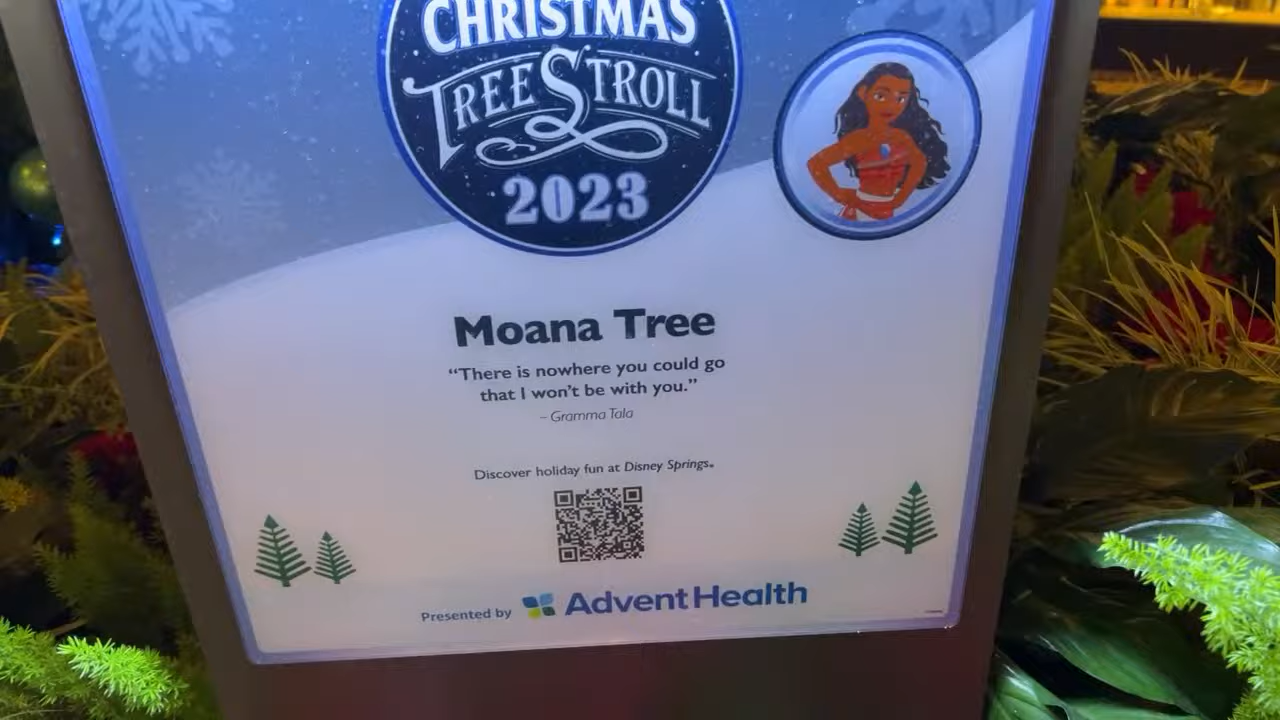 CHRISTMAS
TREE STROLL
2023
Moana Tree
“There is nowhere you could go
that I won’t be with you.”
– Gramma Tala
Discover holiday fun at Disney Springs®
Presented by AdventHealth